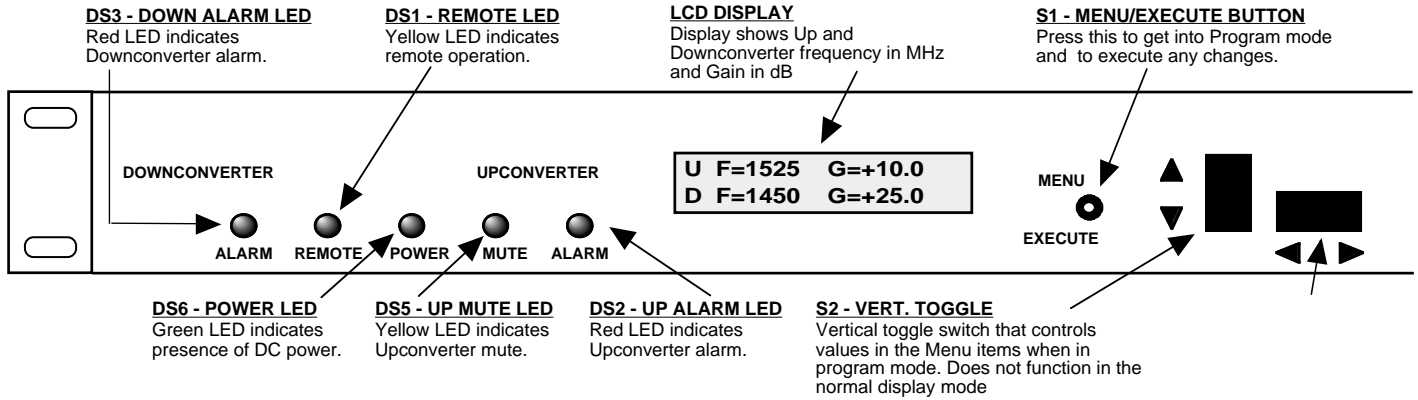 DS3 - DOWN ALARM LED
Red LED indicates
Downconverter alarm.
DS1 - REMOTE LED
Yellow LED indicates
remote operation.
LCD DISPLAY
Display shows Up and
Downconverter frequency in MHz
and Gain in dB
S1 - MENU/EXECUTE BUTTON
Press this to get into Program mode
and to execute any changes.
DOWNCONVERTER
UPCONVERTER
U F=1525 G=+10.0
D F=1450 G=+25.0
MENU
EXECUTE
ALARM REMOTE POWER MUTE ALARM
DS6 - POWER LED
Green LED indicates
presence of DC power.
DS5 - UP MUTE LED
Yellow LED indicates
Upconverter mute.
DS2 - UP ALARM LED
Red LED indicates
Upconverter alarm.
S2 - VERT. TOGGLE
Vertical toggle switch that controls
values in the Menu items when in
program mode. Does not function in the
normal display mode